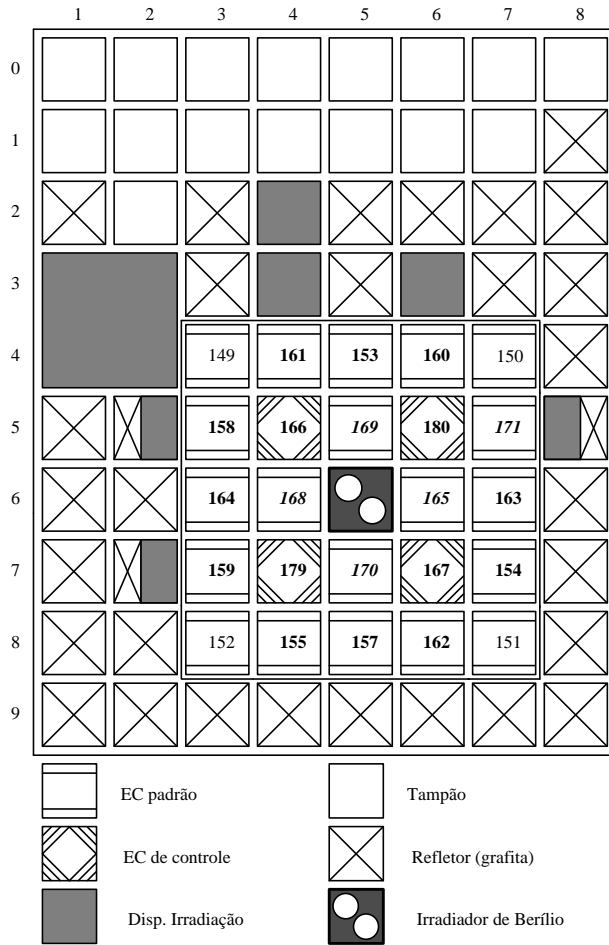 1 2 3 4 5 6 7 8
0
1
2
3
4 149 161 153 160 150
5 158 166 169 180 171
6 164 168 165 163
7 159 179 170 167 154
8 152 155 157 162 151
9
EC padrão Tampão
EC de controle Refletor (grafita)
Disp. Irradiação Irradiador de Berílio